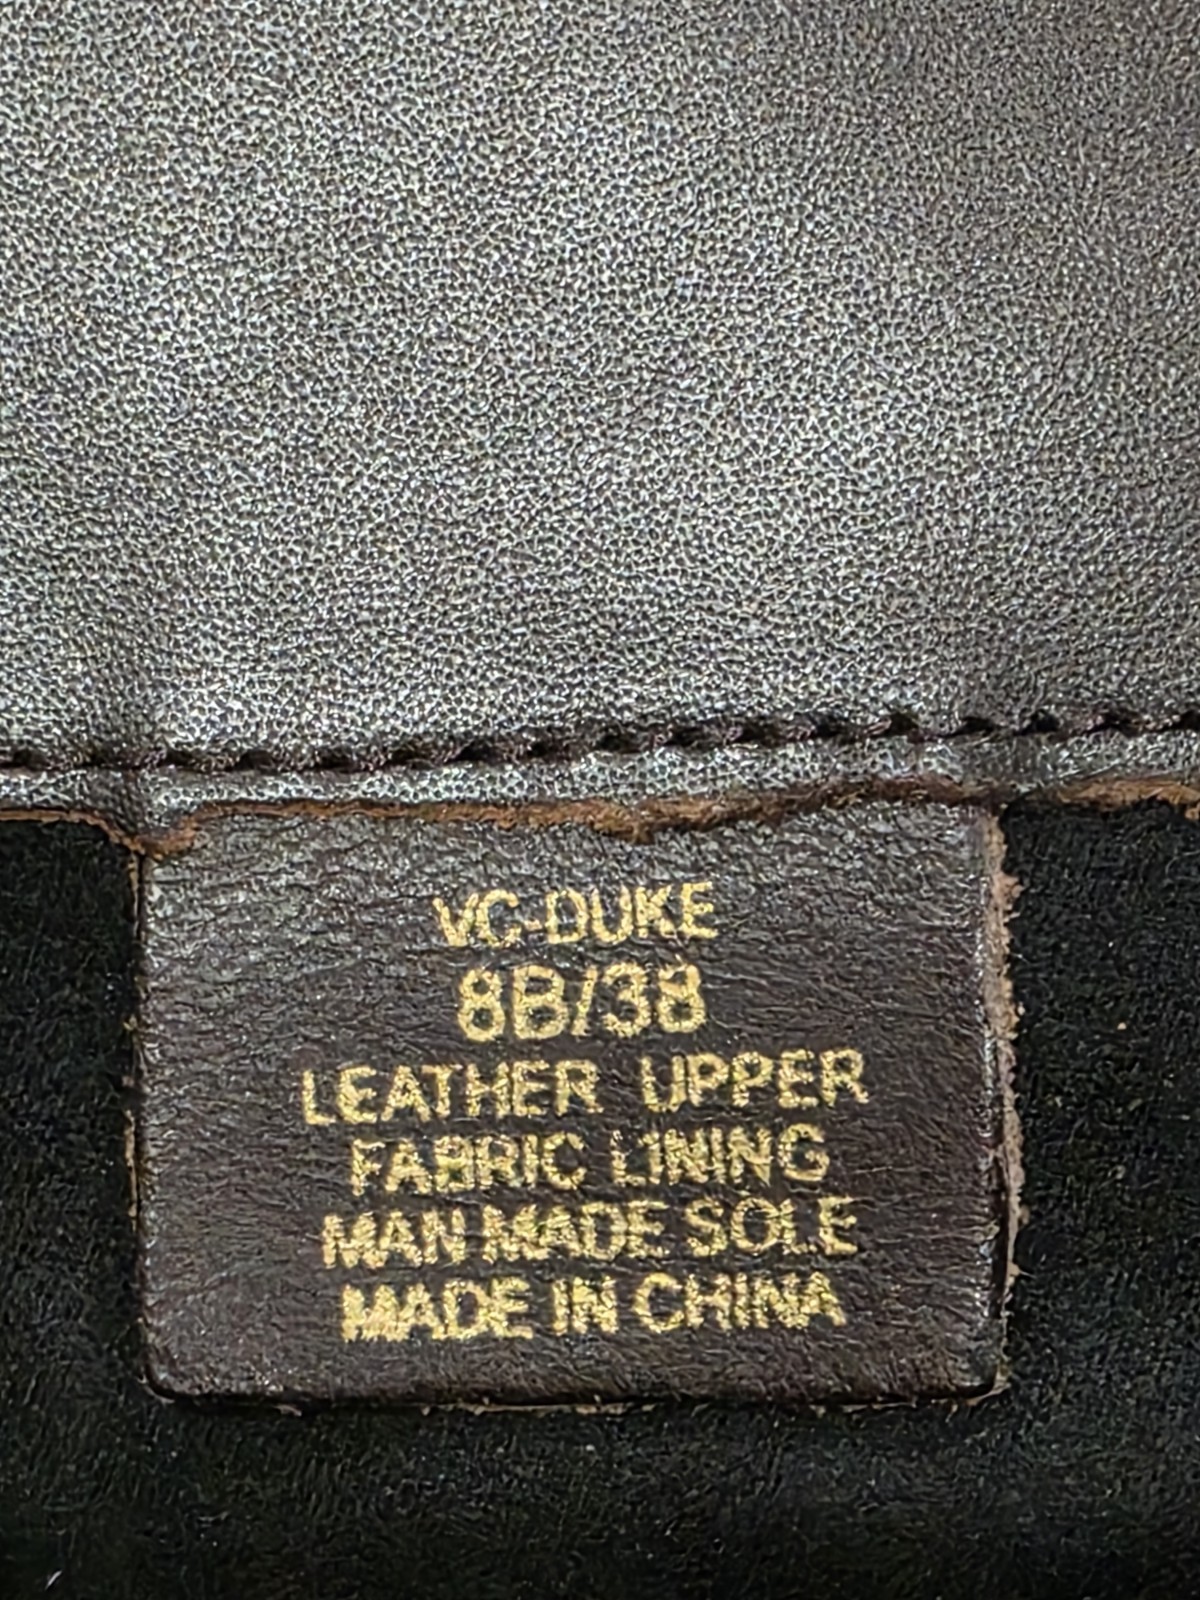 VC-DUKE
8B/38
LEATHER UPPER
FABRIC LINING
MAN MADE SOLE
MADE IN CHINA